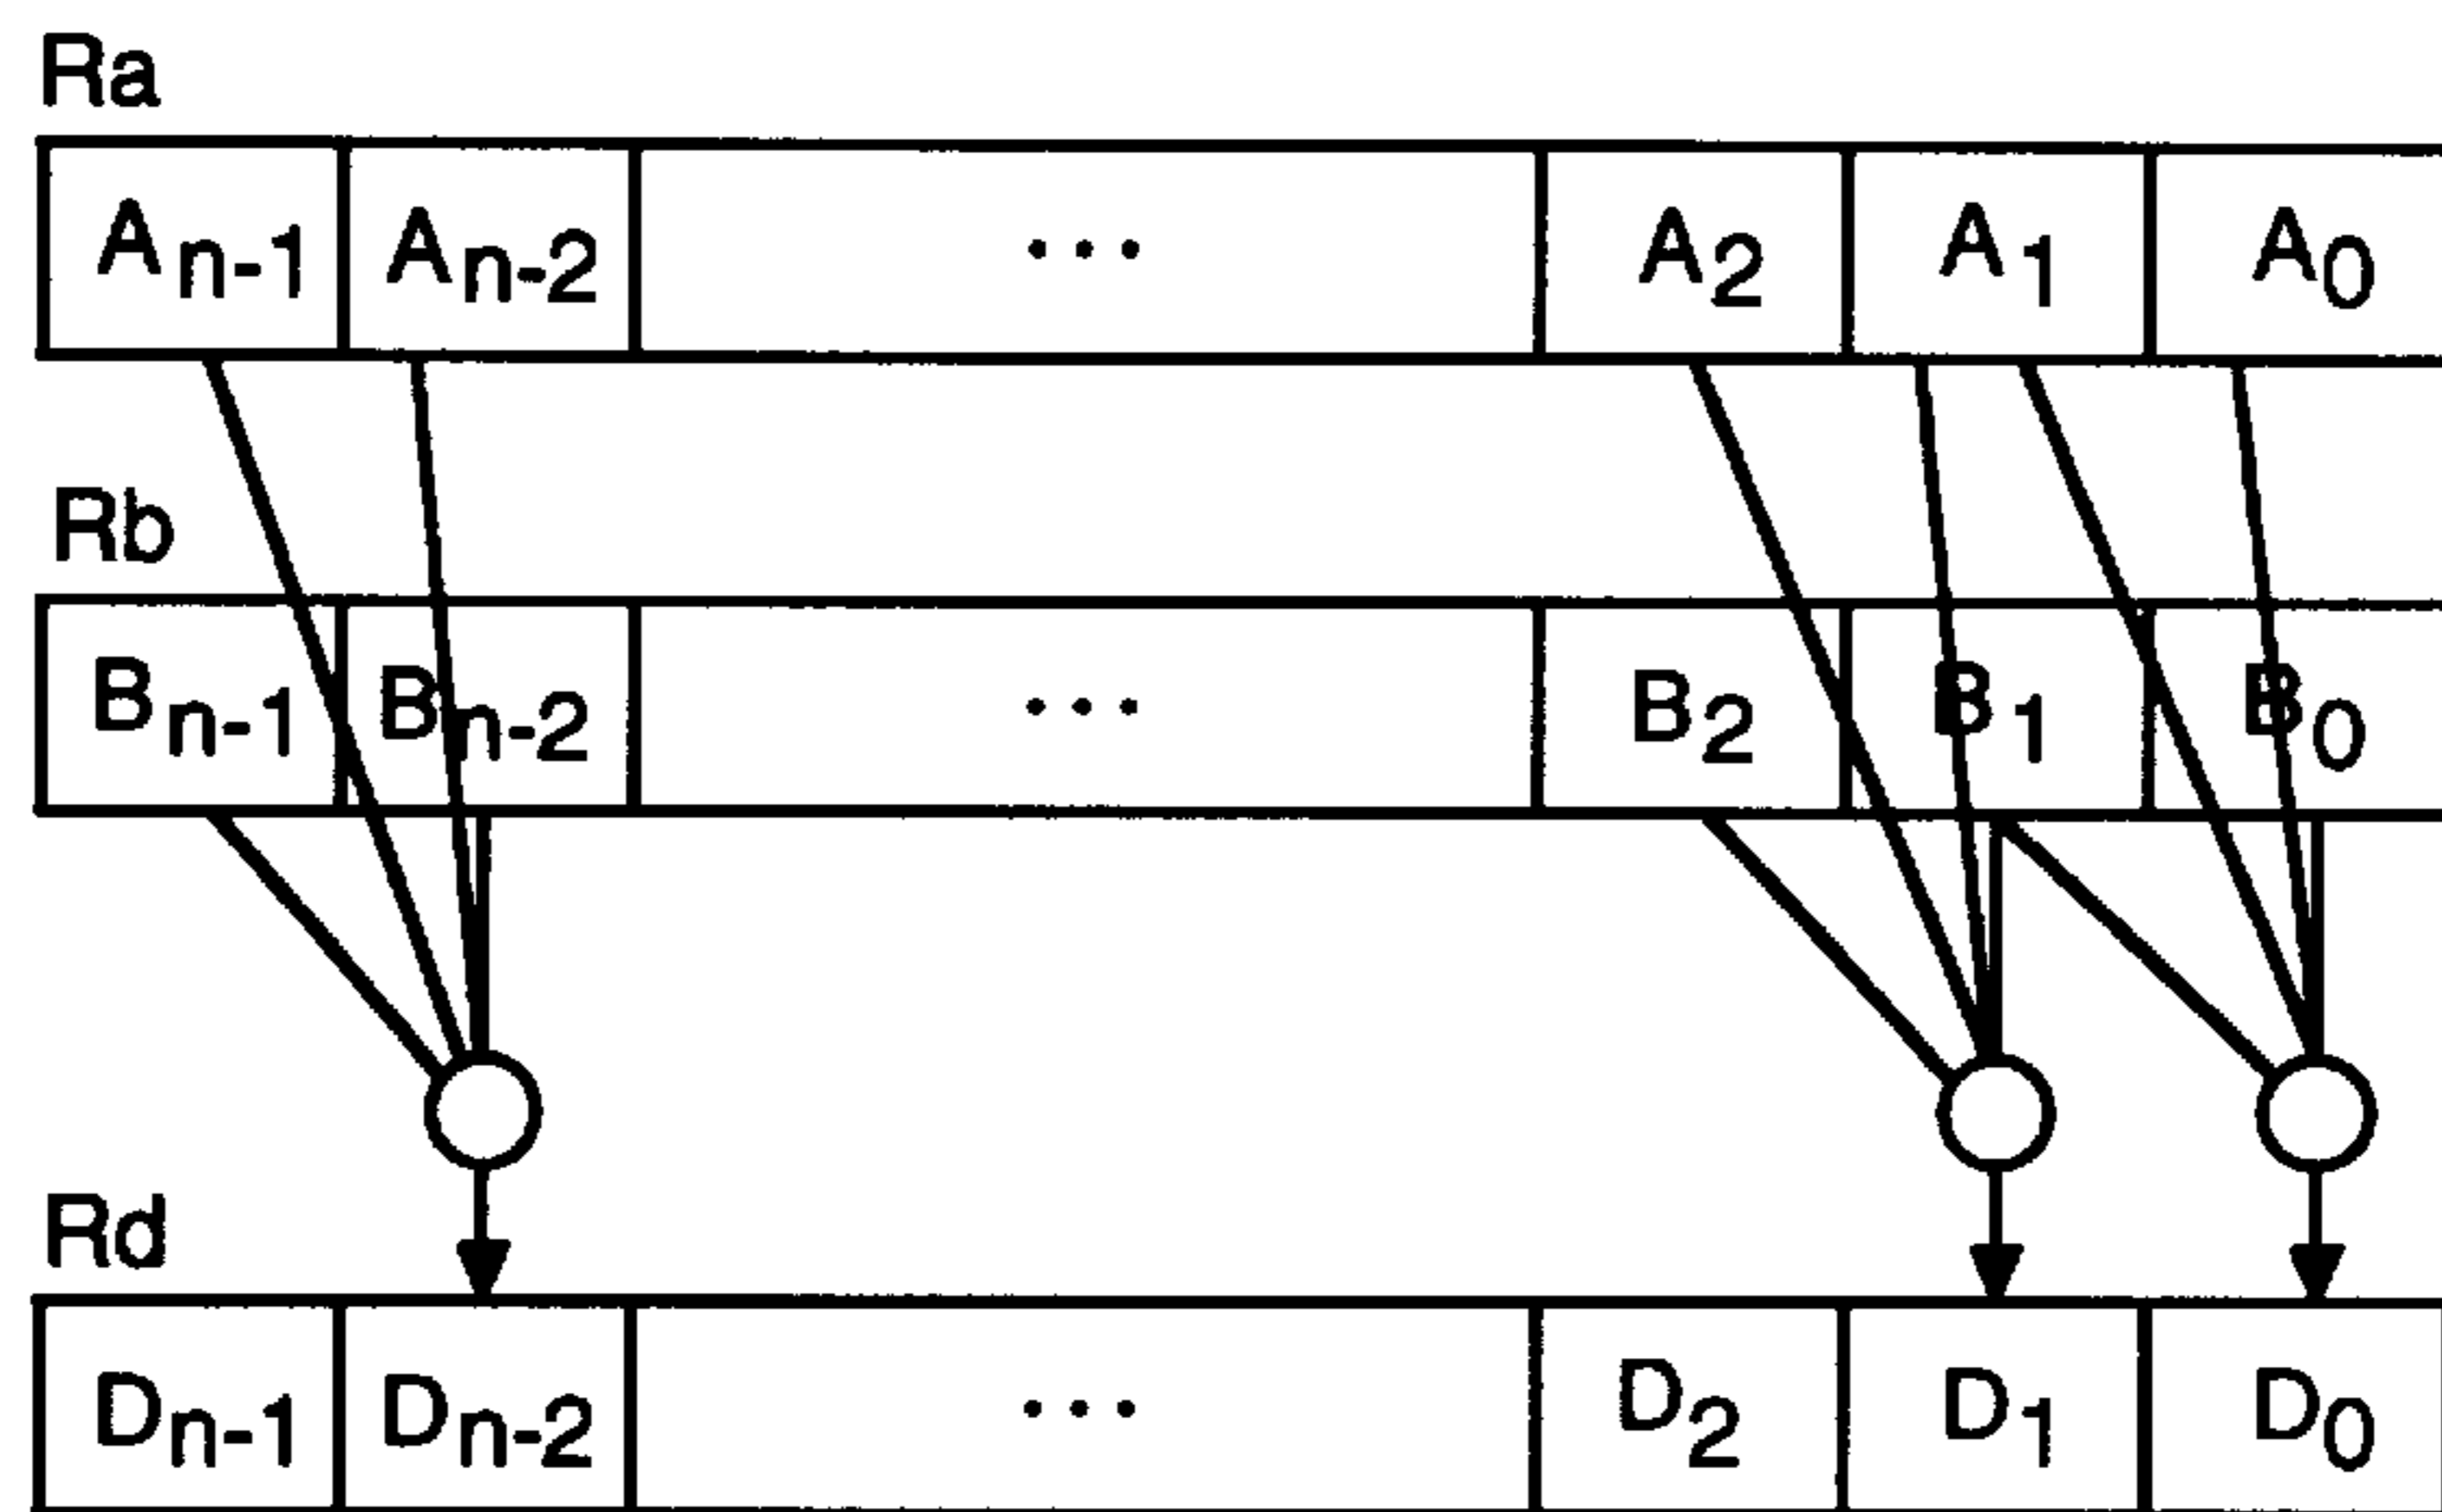 Ra
An-1 An-2 ... A2 A1 A0
Rb
Bn-1 Bn-2 ... B2 B1 B0
Rd
Dn-1 Dn-2 ... D2 D1 D0